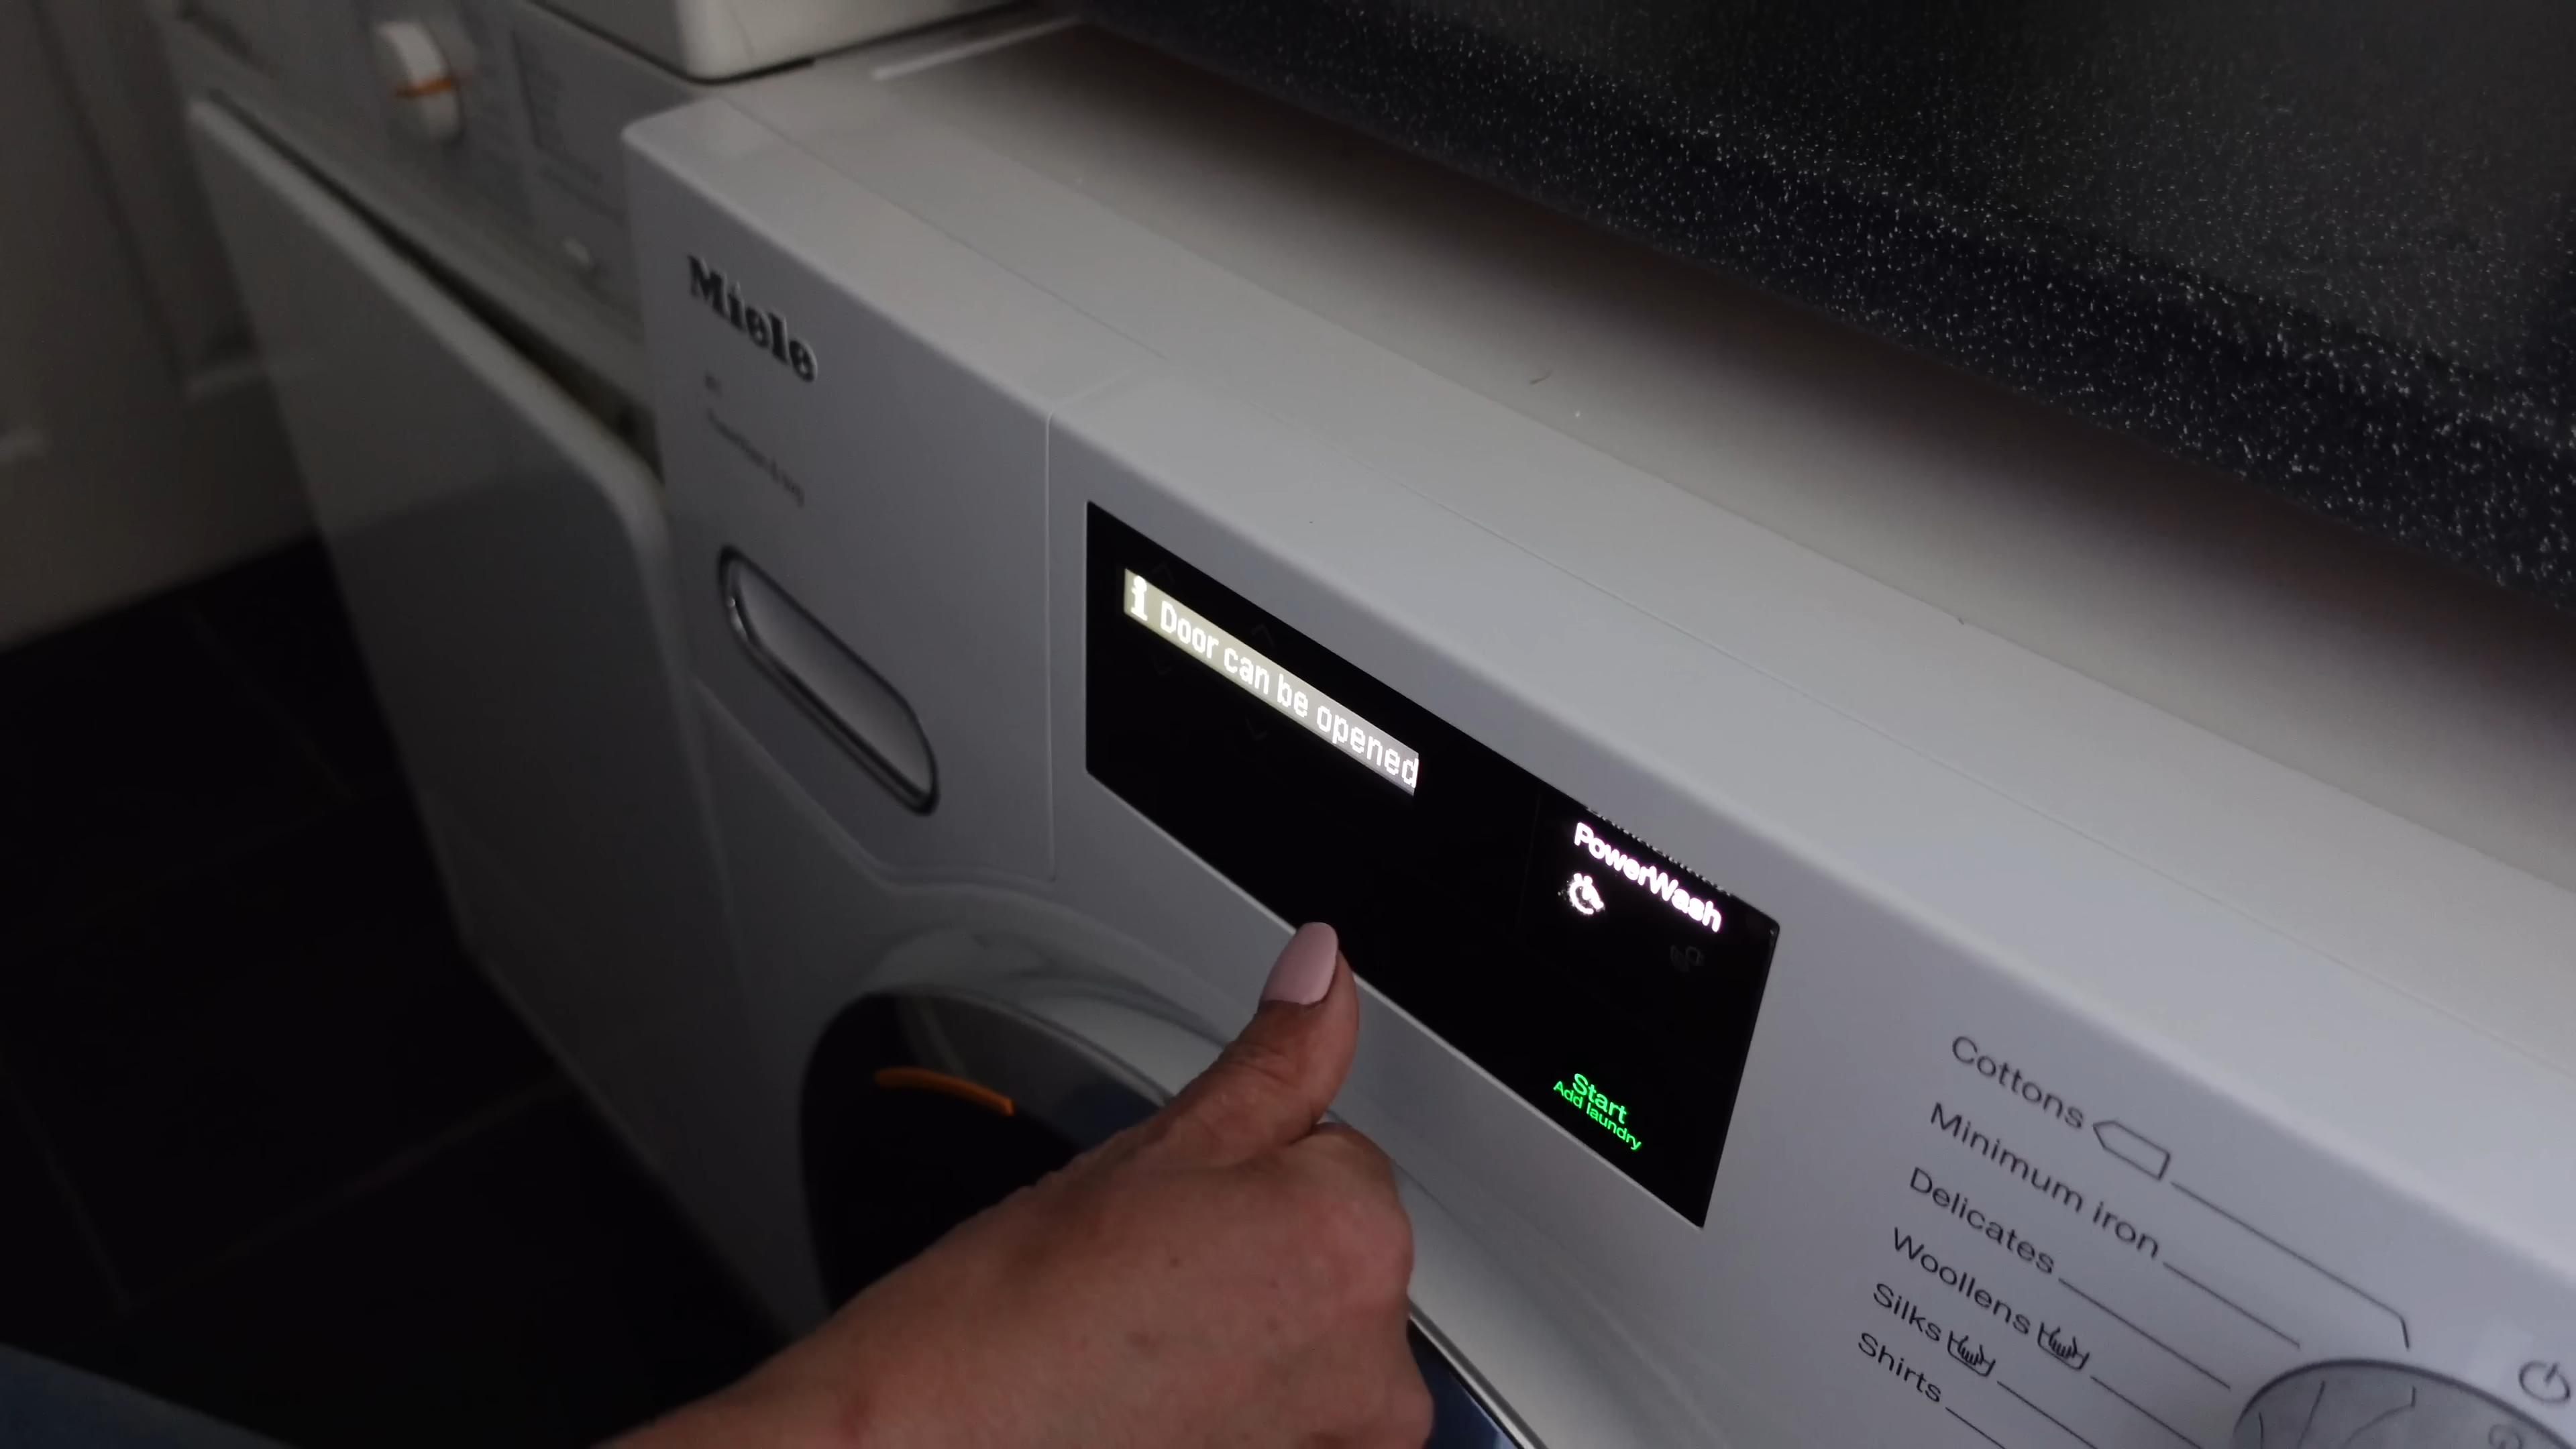 Miele
Door can be opened
PowerWash
Start
Add laundry
Cottons
Minimum iron
Delicates
Woollens
Silks
Shirts